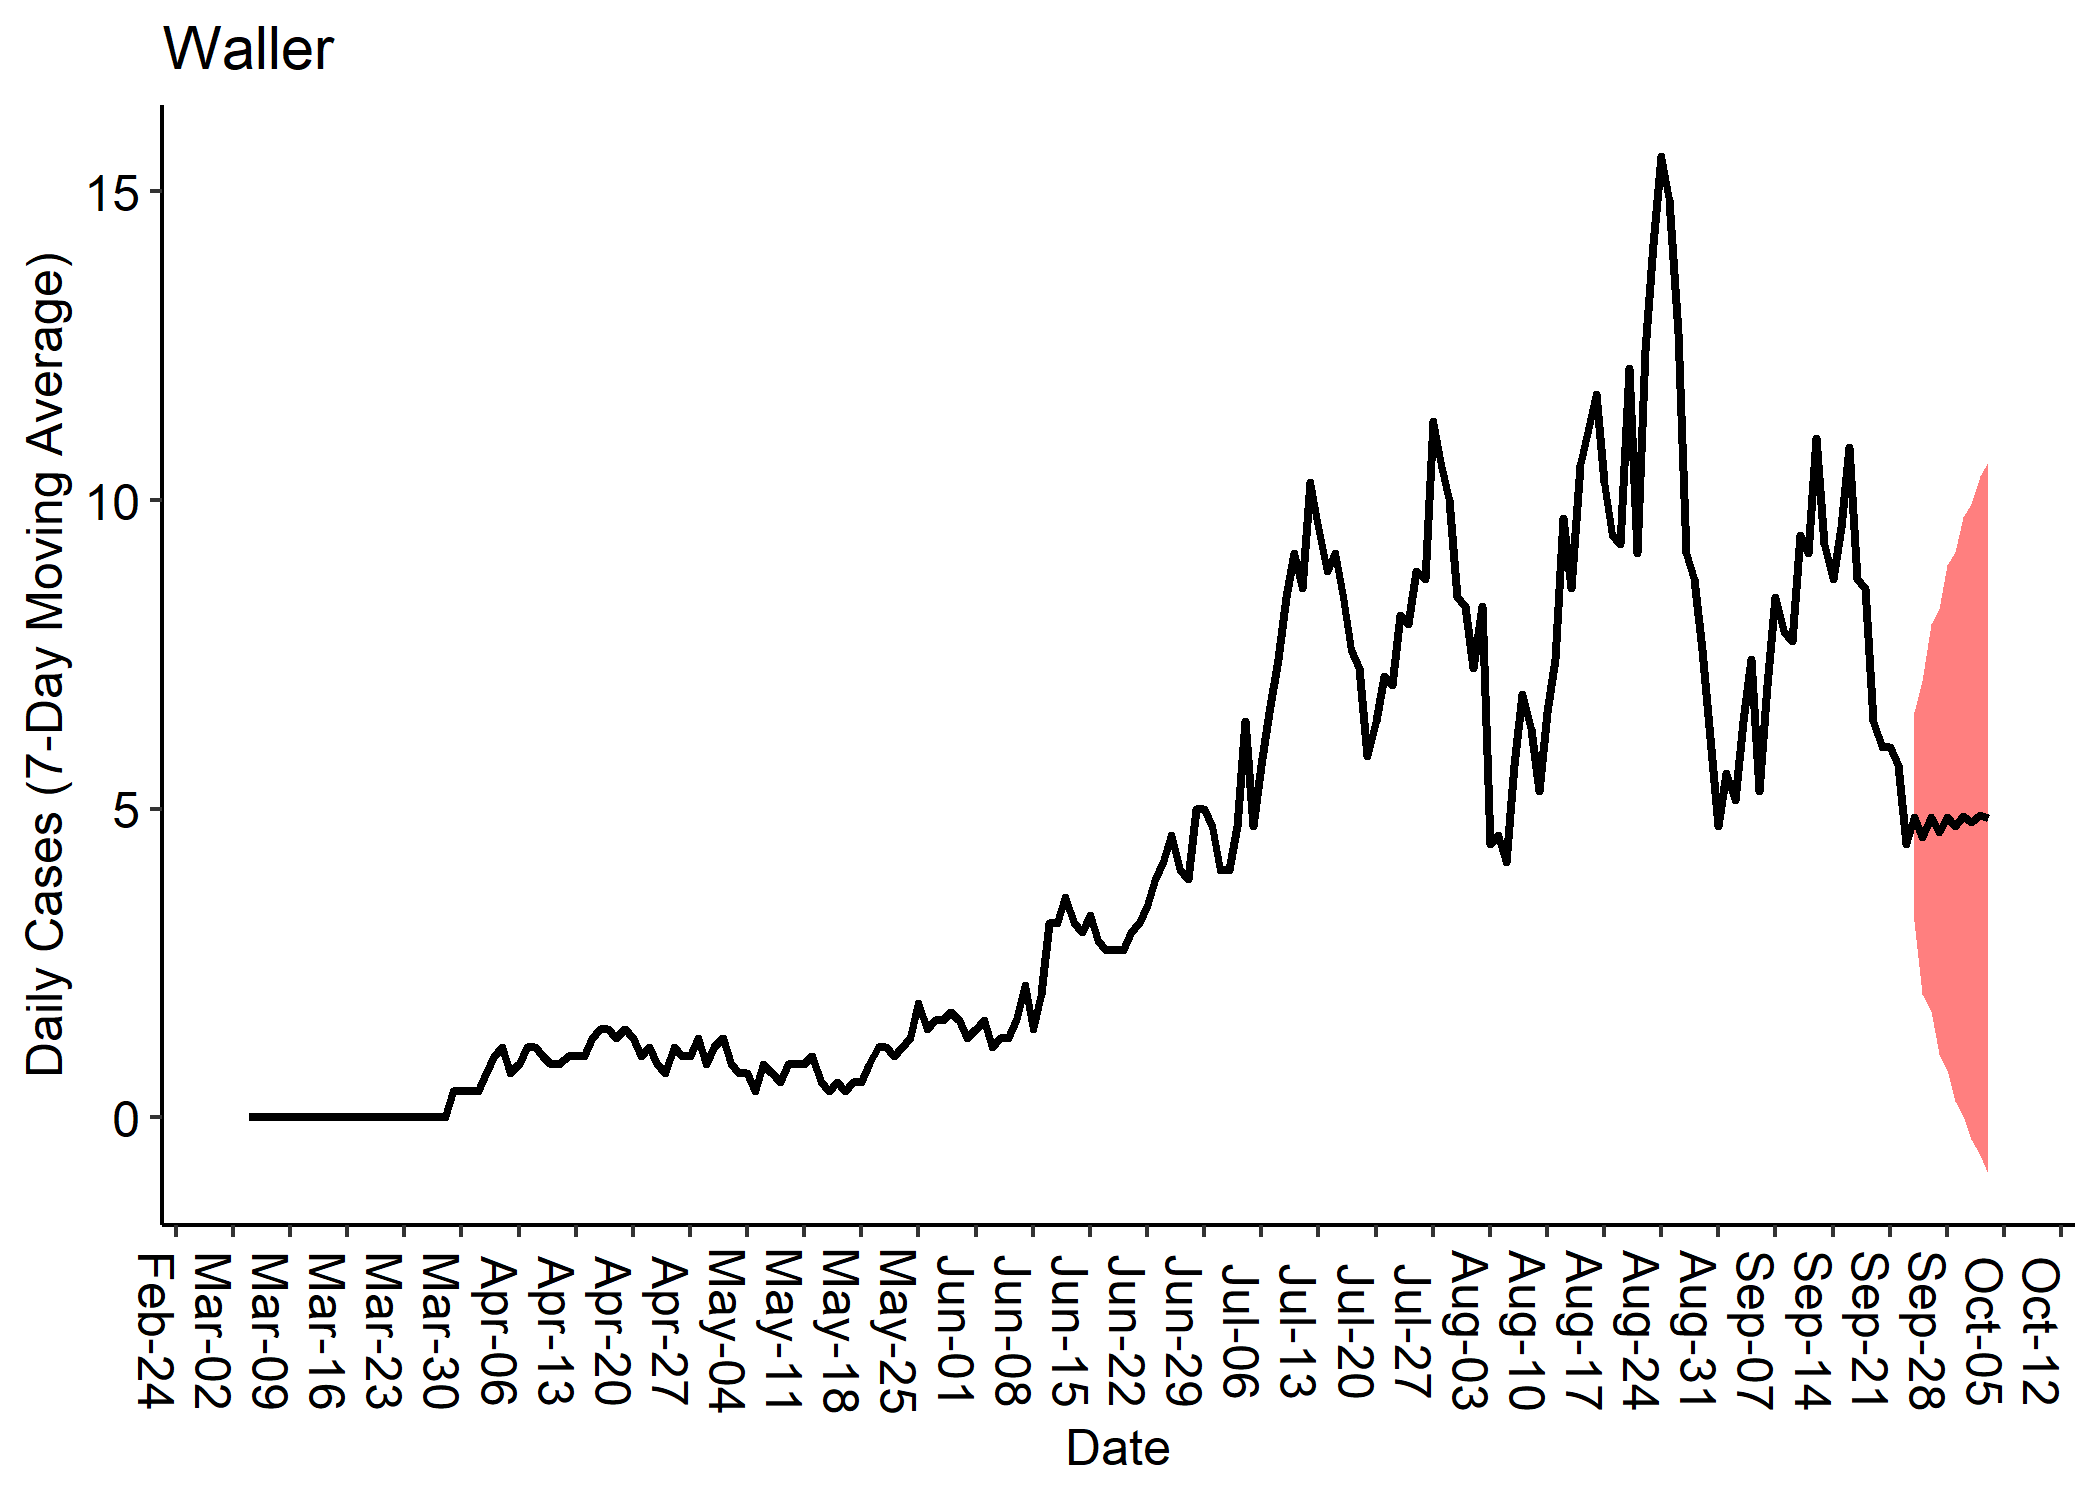 Waller
Daily Cases (7-Day Moving Average)
15
10
5
0
Feb-24
Mar-02
Mar-09
Mar-16
Mar-23
Mar-30
Apr-06
Apr-13
Apr-20
Apr-27
May-04
May-11
May-18
May-25
Jun-01
Jun-08
Jun-15
Jun-22
Jun-29
Jul-06
Jul-13
Jul-20
Jul-27
Aug-03
Aug-10
Aug-17
Aug-24
Aug-31
Sep-07
Sep-14
Sep-21
Sep-28
Oct-05
Oct-12
Date